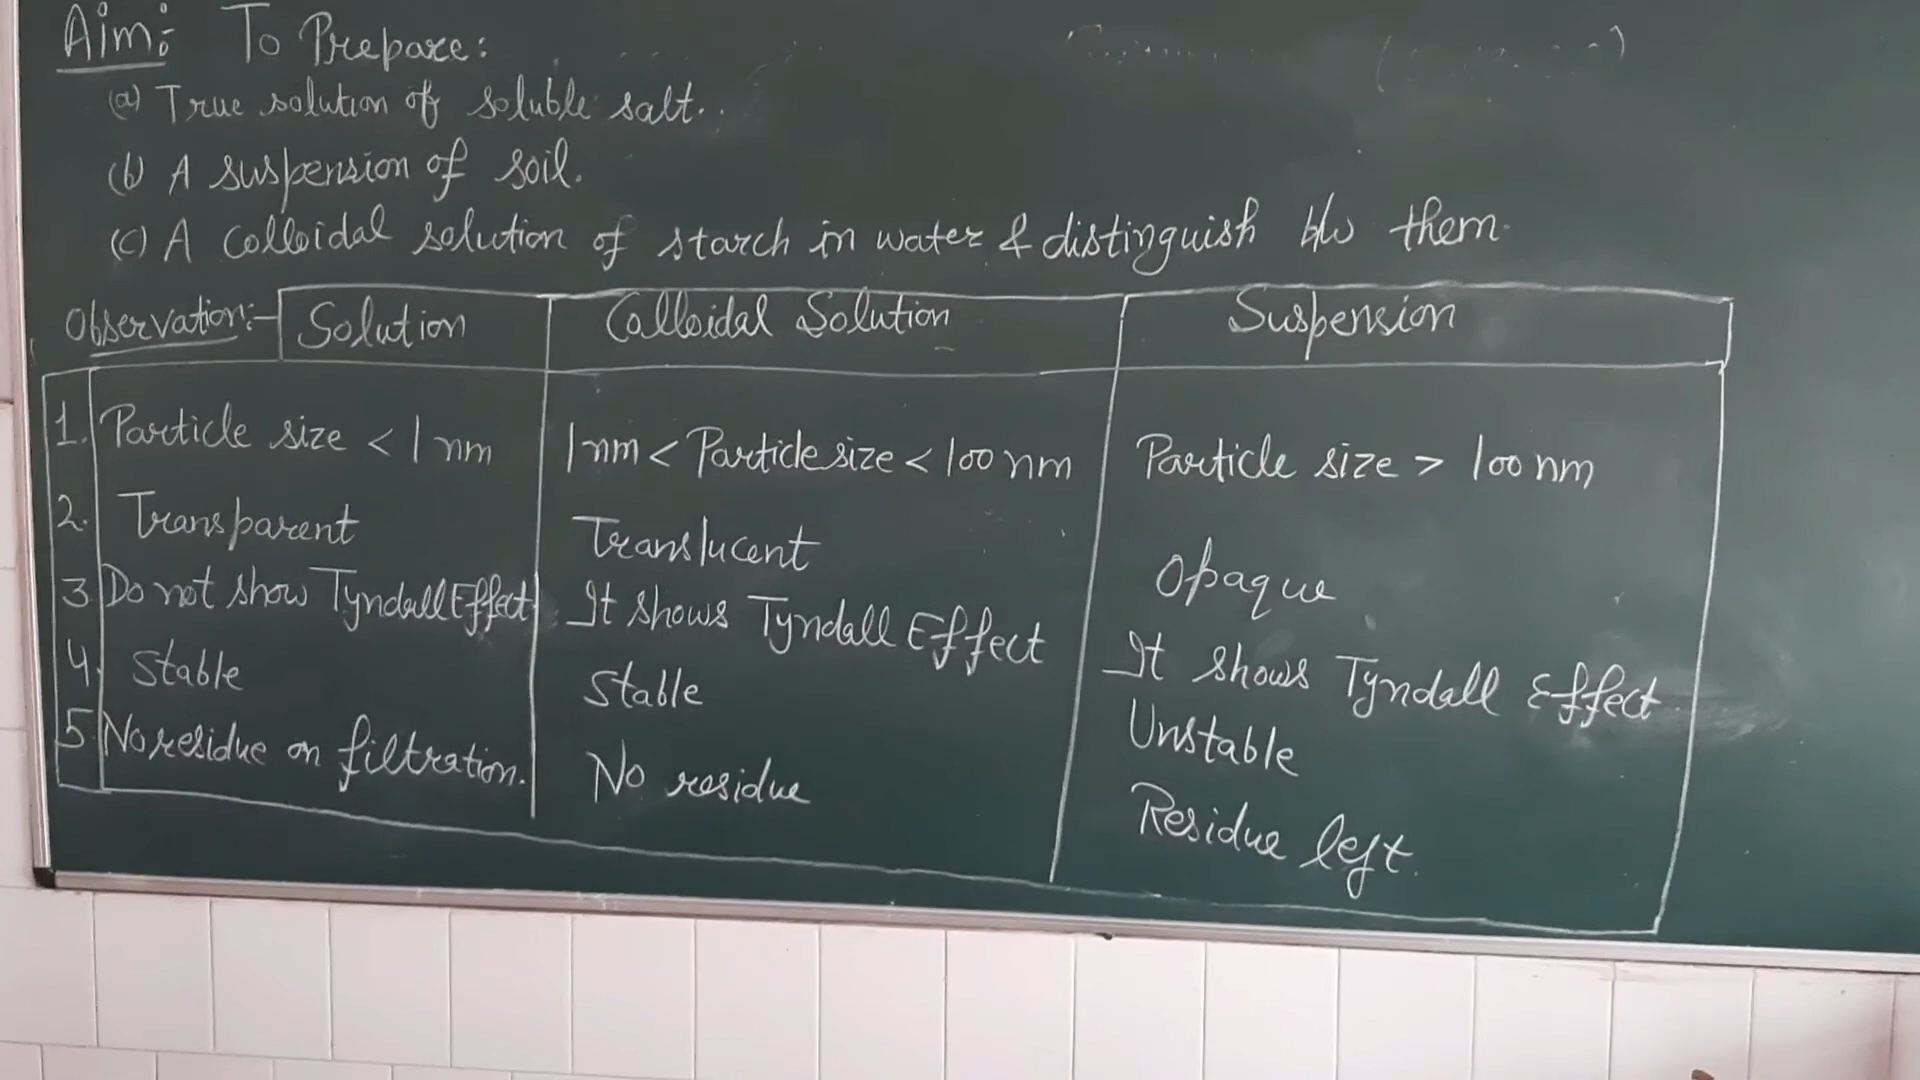 Aim: To Prepare:
(a) True solution of soluble salt.
(b) A suspension of soil.
(c) A Colloidal solution of starch in water & distinguish b/w them.
Observation:- Solution Colloidal Solution Suspension
1. Particle size < 1 nm 1 nm < Particle size < 100 nm Particle size > 100 nm
2. Transparent Translucent Opaque
3. Do not show Tyndall Effect It shows Tyndall Effect It shows Tyndall Effect
4. Stable Stable Unstable
5. No residue on filtration. No residue Residue left.